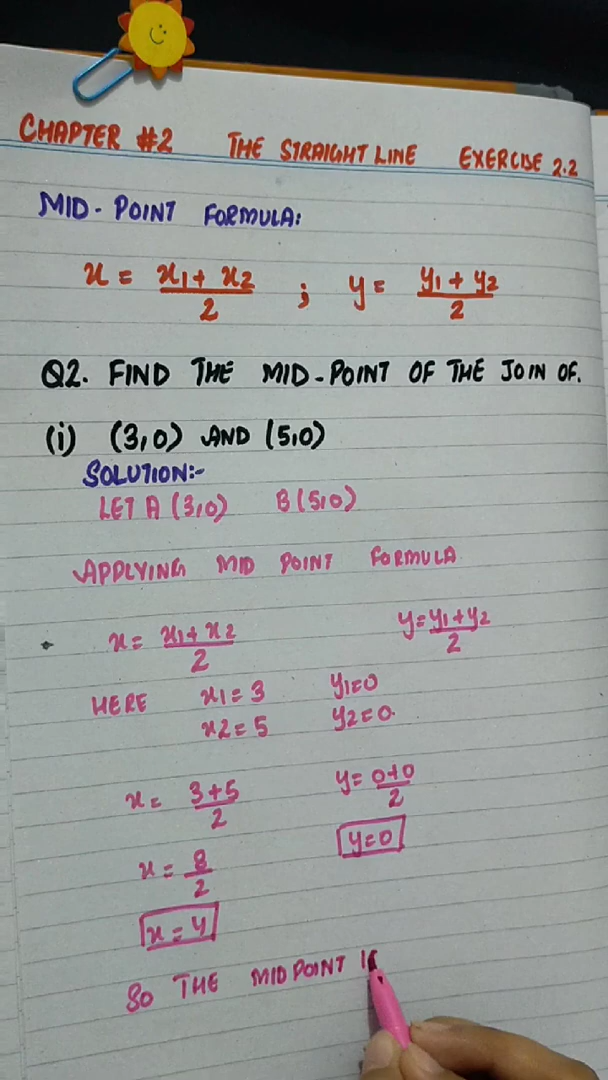 CHAPTER #2 THE STRAIGHT LINE EXERCISE 2.2
MID-POINT FORMULA:
x = x1 + x2 / 2 ; y = y1 + y2 / 2
Q2. FIND THE MID-POINT OF THE JOIN OF.
(i) (3,0) AND (5,0)
SOLUTION:-
LET A (3,0) B (5,0)
APPLYING MID POINT FORMULA
x = x1 + x2 / 2 y = y1 + y2 / 2
HERE x1 = 3 y1 = 0
x2 = 5 y2 = 0.
x = 3 + 5 / 2 y = 0 + 0 / 2
x = 8 / 2 y = 0
x = 4
SO THE MIDPOINT IS